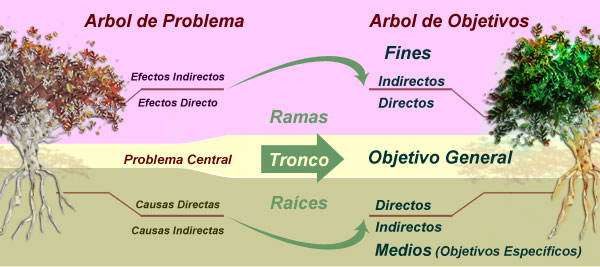 Arbol de Problema
Arbol de Objetivos
Fines
Efectos Indirectos
Efectos Directo
Indirectos
Directos
Ramas
Problema Central
Tronco
Objetivo General
Raíces
Causas Directas
Causas Indirectas
Directos
Indirectos
Medios (Objetivos Específicos)